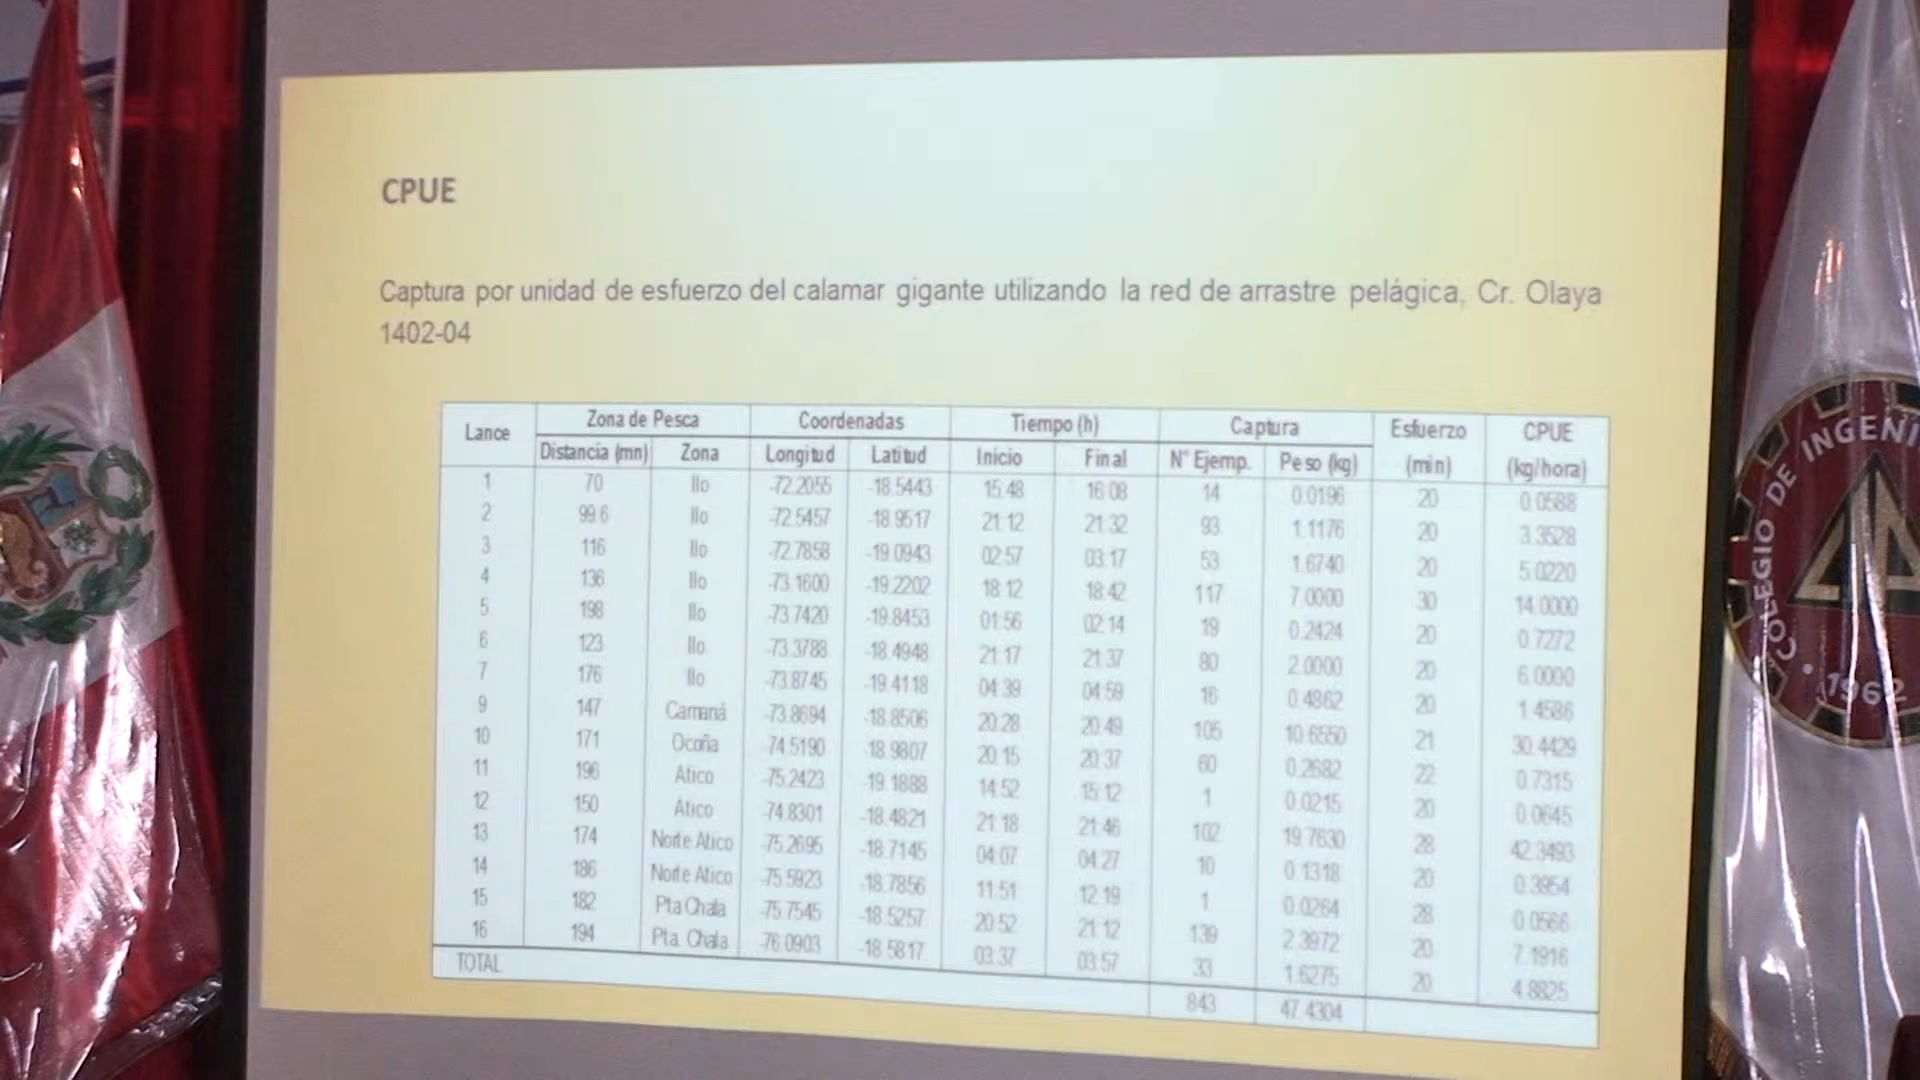 CPUE
Captura por unidad de esfuerzo del calamar gigante utilizando la red de arrastre pelágica, Cr. Olaya
1402-04
Lance Zona de Pesca Coordenadas Tiempo (h) Captura Esfuerzo CPUE
Distancia (mn) Zona Longitud Latitud Inicio Final N° Ejemp. Peso (kg) (min) (kg/hora)
1 70 Ilo -72.2055 -18.5443 15:48 16:08 14 0.0196 20 0.0588
2 99.6 Ilo -72.5457 -18.9517 21:12 21:32 93 1.1176 20 3.3528
3 116 Ilo -72.7858 -19.0943 02:57 03:17 53 1.6740 20 5.0220
4 136 Ilo -73.1600 -19.2202 18:12 18:42 117 7.0000 30 14.0000
5 198 Ilo -73.7420 -19.8453 01:56 02:14 19 0.2424 20 0.7272
6 123 Ilo -73.3788 -18.4948 21:17 21:37 80 2.0000 20 6.0000
7 176 Ilo -73.8745 -19.4118 04:39 04:59 16 0.4862 20 1.4586
9 147 Camaná -73.8694 -18.8506 20:28 20:49 105 10.6550 21 30.4429
10 171 Ocoña -74.5190 -18.9807 20:15 20:37 60 0.2682 22 0.7315
11 196 Atico -75.2423 -19.1888 14:52 15:12 1 0.0215 20 0.0645
12 150 Atico -74.8301 -18.4821 21:18 21:46 102 19.7630 28 42.3493
13 174 Norte Atico -75.2695 -18.7145 04:07 04:27 10 0.1318 20 0.3954
14 186 Norte Atico -75.5923 -18.7856 11:51 12:19 1 0.0264 28 0.0566
15 182 Pta Chala -75.7545 -18.5257 20:52 21:12 139 2.3972 20 7.1916
16 194 Pta. Chala -76.0903 -18.5817 03:37 03:57 33 1.6275 20 4.8825
TOTAL 843 47.4304
COLEGIO DE INGENI
1962